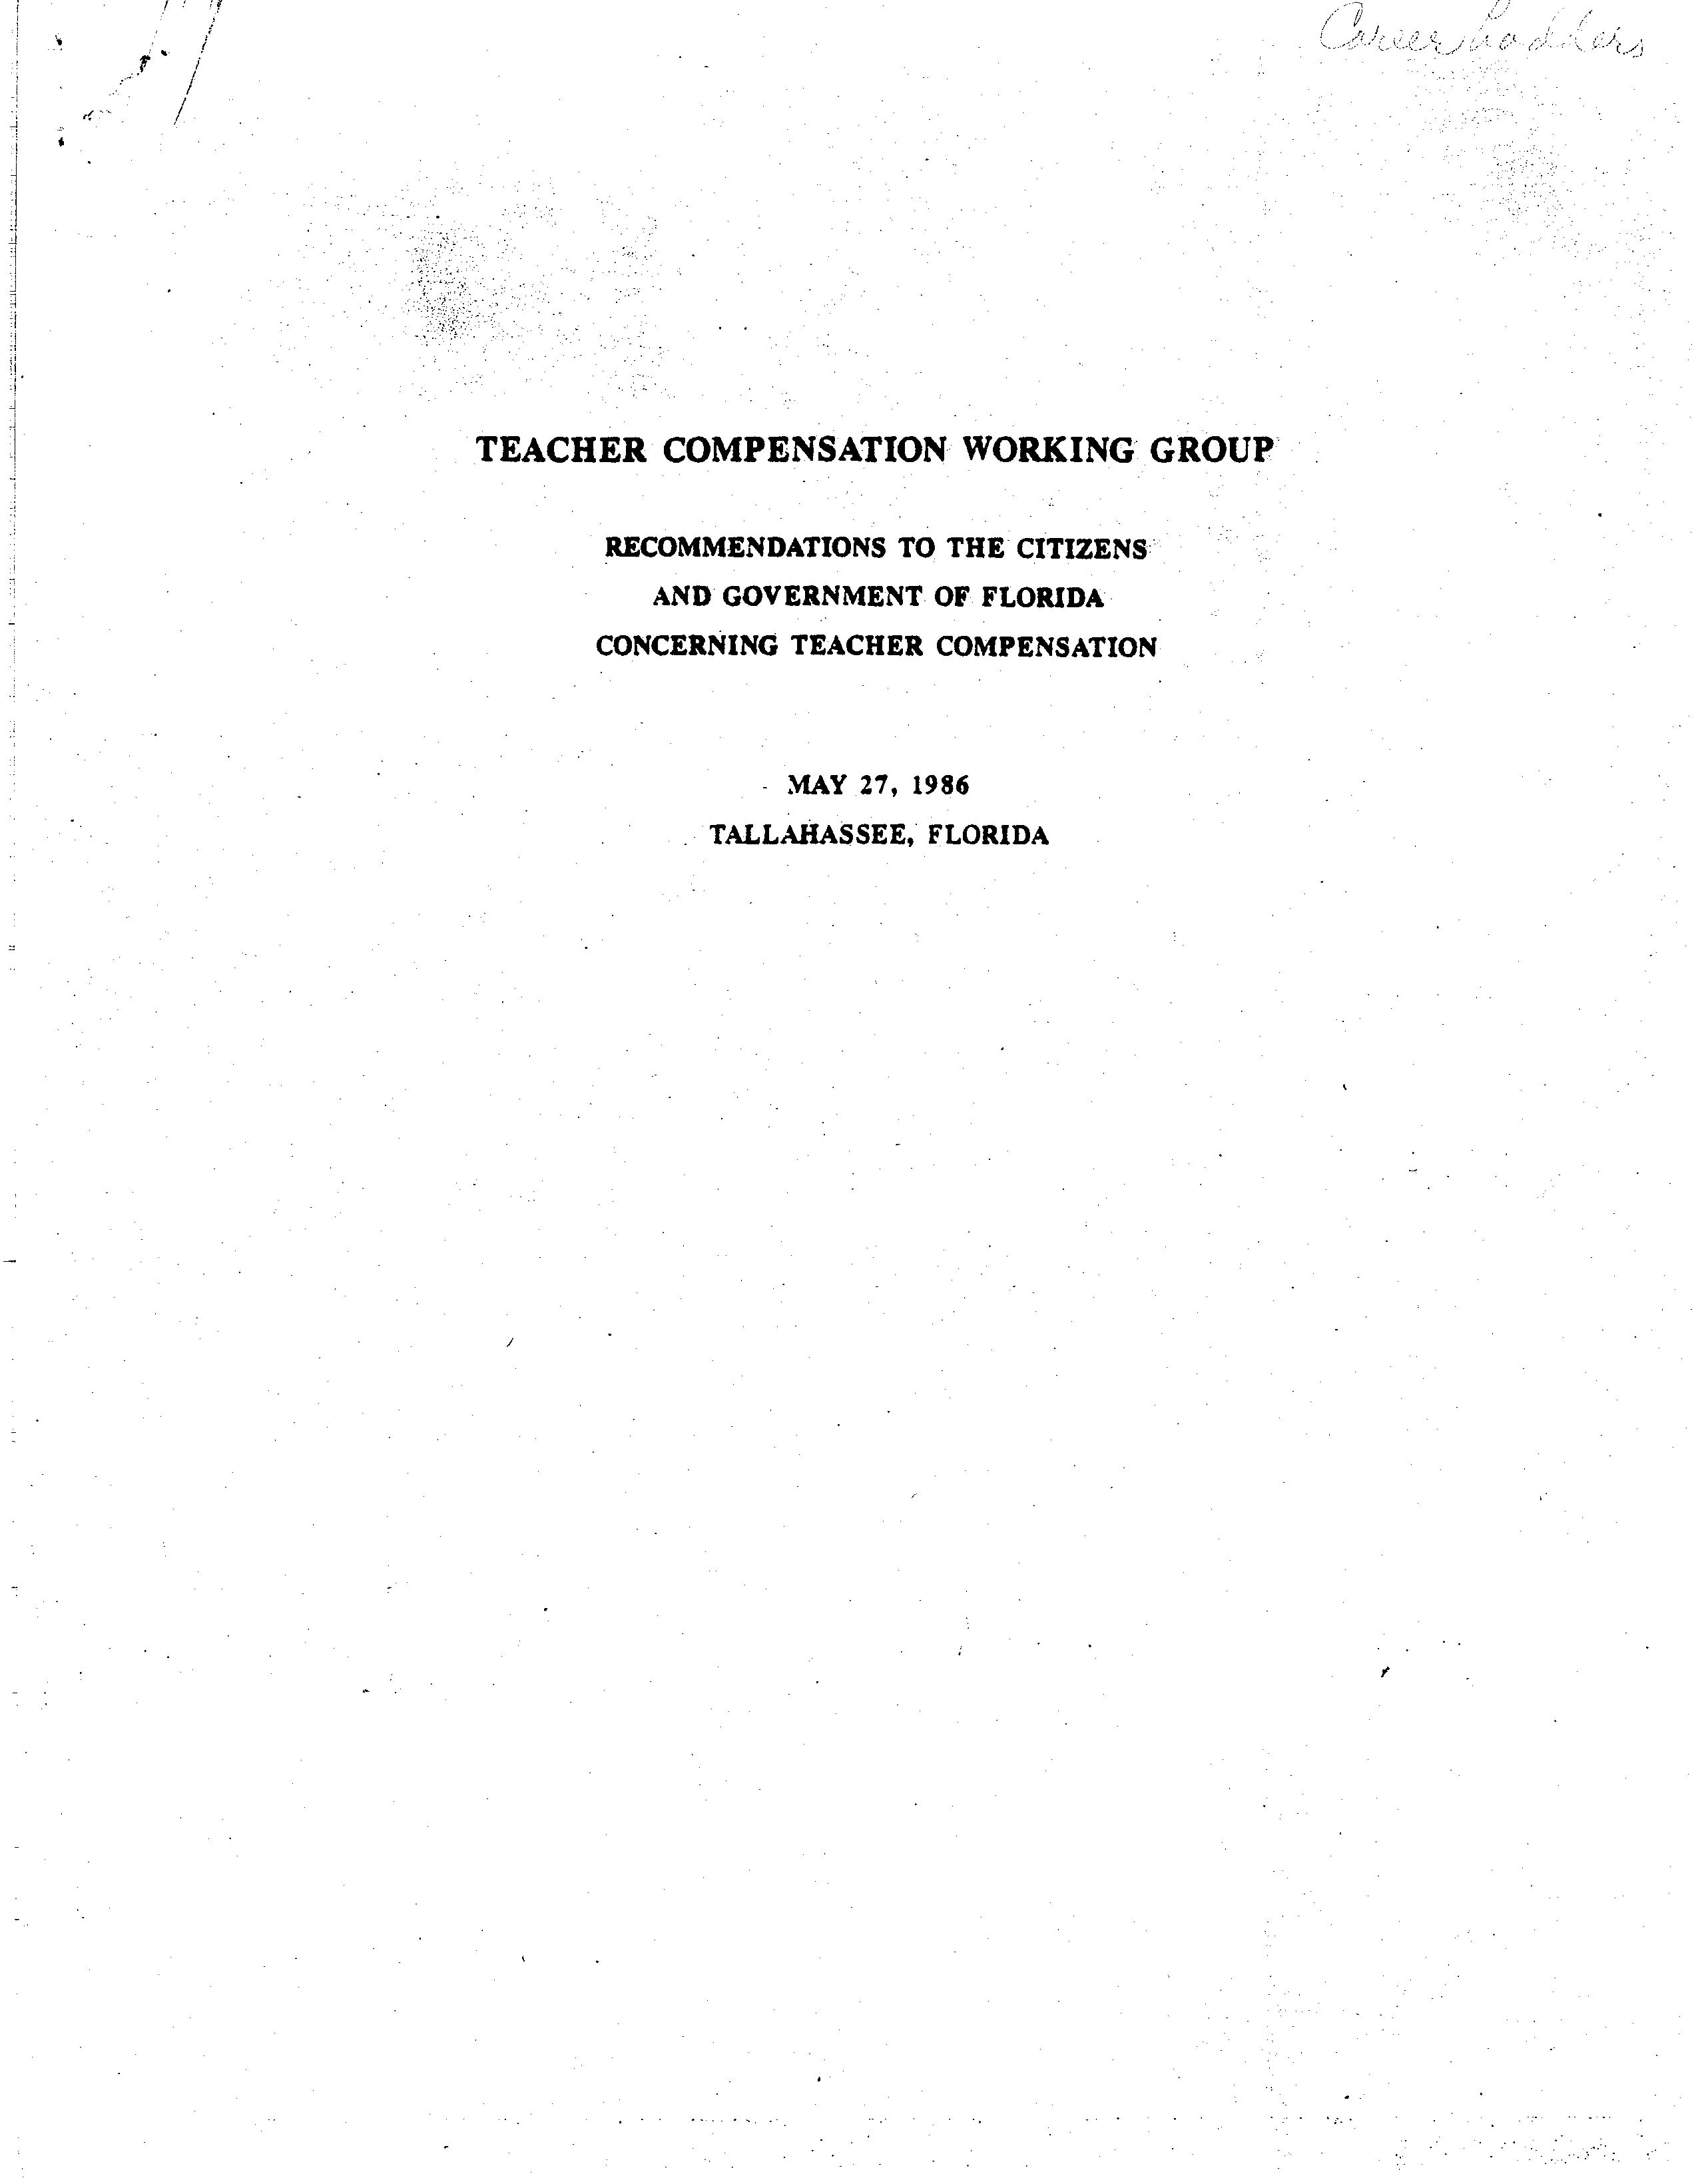 Career Ladders
TEACHER COMPENSATION WORKING GROUP
RECOMMENDATIONS TO THE CITIZENS
AND GOVERNMENT OF FLORIDA
CONCERNING TEACHER COMPENSATION
MAY 27, 1986
TALLAHASSEE, FLORIDA